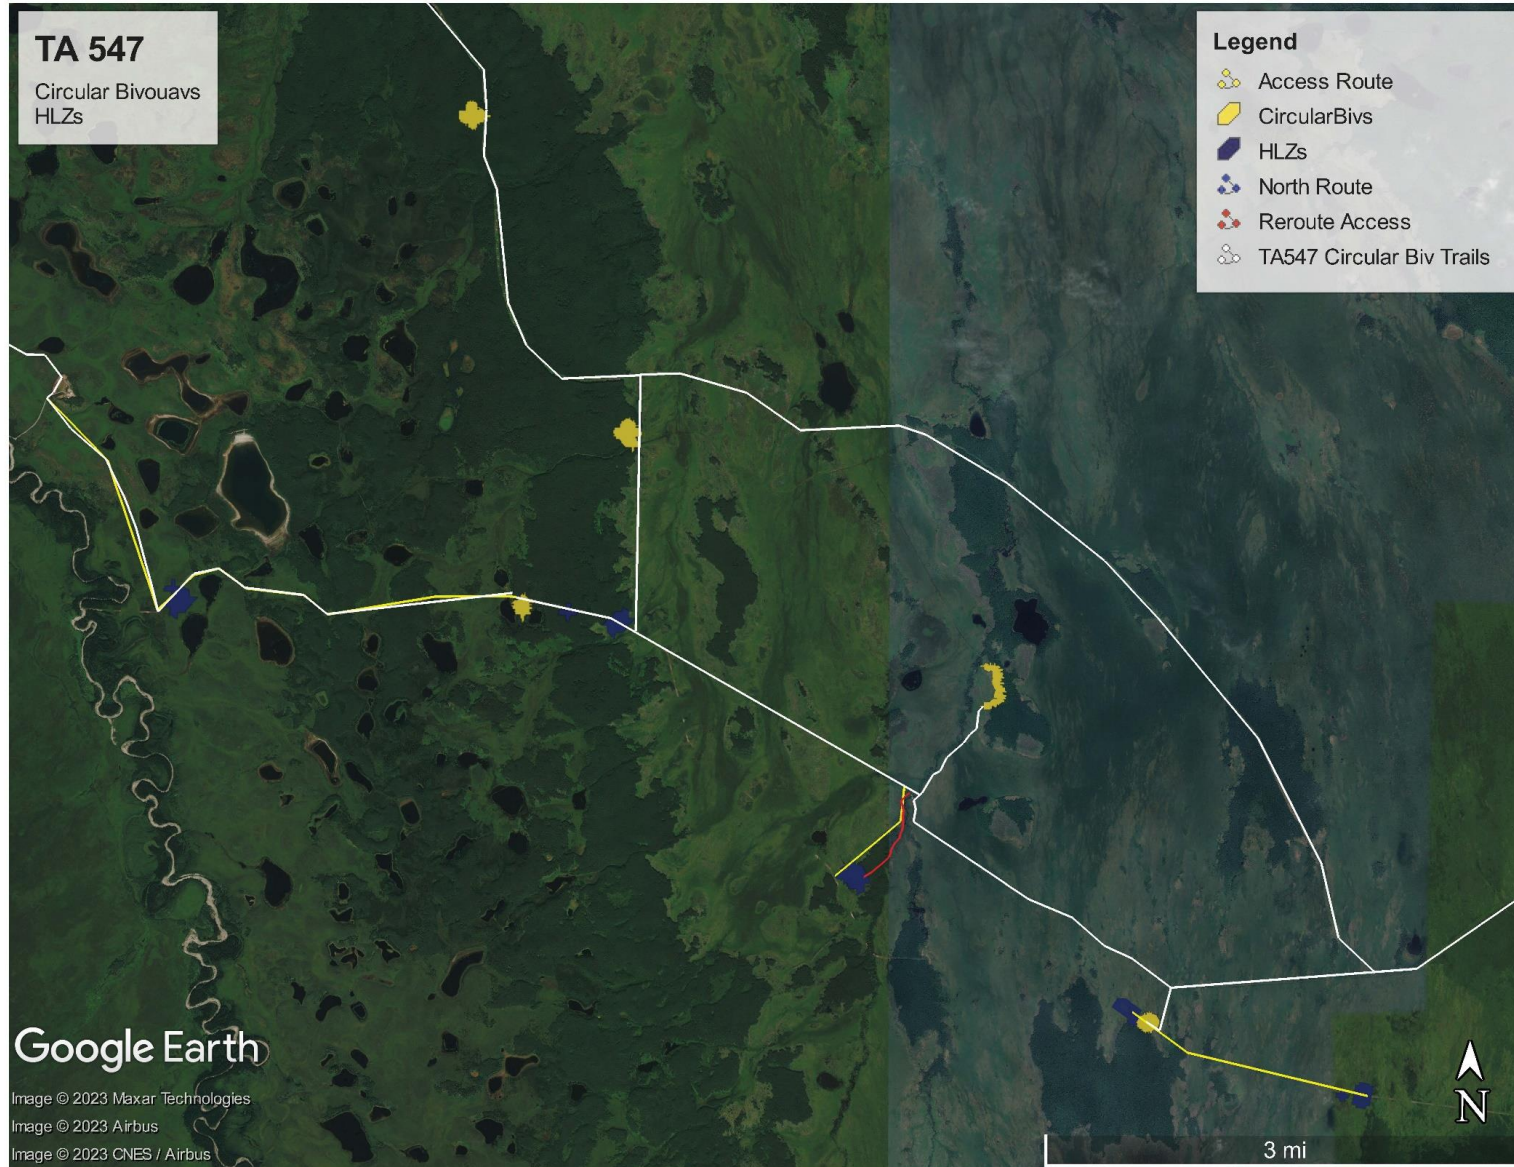 TA 547
Circular Bivouavs
HLZs
Legend
Access Route
CircularBivs
HLZs
North Route
Reroute Access
TA547 Circular Biv Trails
Google Earth
Image © 2023 Maxar Technologies
Image © 2023 Airbus
Image © 2023 CNES / Airbus
N
3 mi